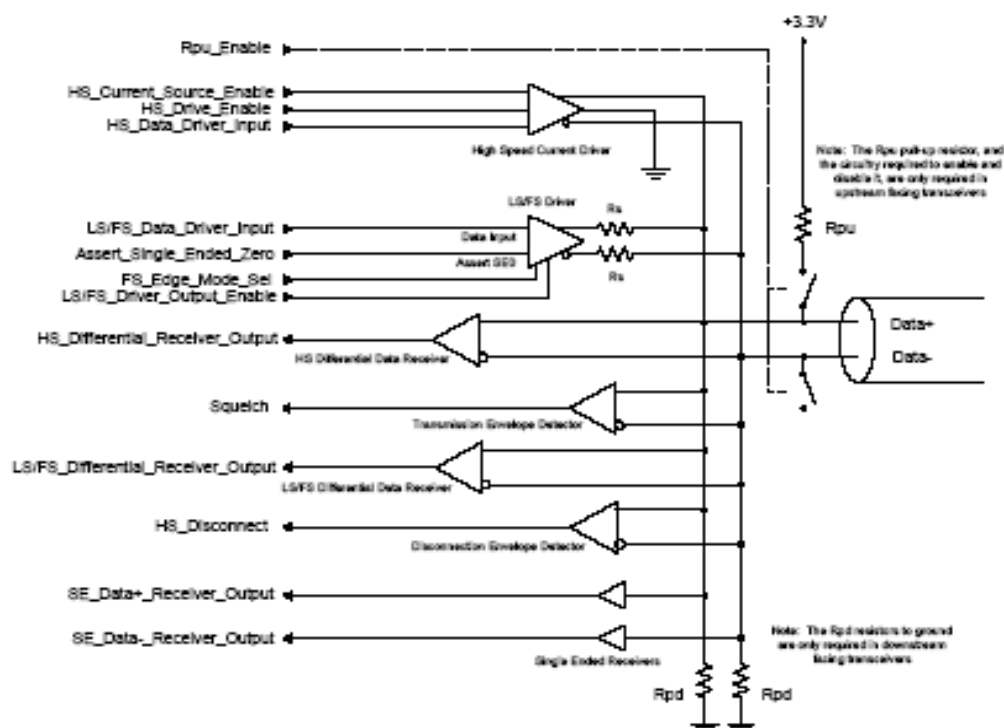 +3.3V
Rpu_Enable
HS_Current_Source_Enable
HS_Drive_Enable
HS_Data_Driver_Input
High Speed Current Driver
Note: The Rpu pull-up resistor, and
the circuitry required to enable and
disable it, are only required in
upstream facing transceivers
LS/FS Driver
Rs
LS/FS_Data_Driver_Input
Data Input
Rpu
Assert_Single_Ended_Zero
Assert SE0
Rs
FS_Edge_Mode_Sel
LS/FS_Driver_Output_Enable
Data+
HS_Differential_Receiver_Output
HS Differential Data Receiver
Data-
Squelch
Transmission Envelope Detector
LS/FS_Differential_Receiver_Output
LS/FS Differential Data Receiver
HS_Disconnect
Disconnection Envelope Detector
SE_Data+_Receiver_Output
SE_Data-_Receiver_Output
Single Ended Receivers
Note: The Rpd resistors to ground
are only required in downstream
facing transceivers
Rpd
Rpd